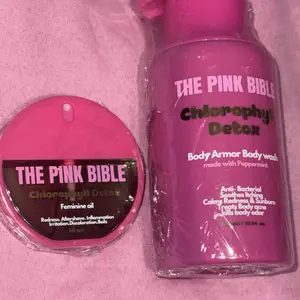 THE PINK BIBLE
Chlorophyll Detox
Feminine oil
Redness, Aftershave, Inflammation
Irritation, Discoloration, Boils
THE PINK BIBLE
Chlorophyll
Detox
Body Armor Body wash
made with Peppermint
Anti- Bacterial
Soothes Itching
Calms Redness & Sunburn
Treats Body acne
kills body odor